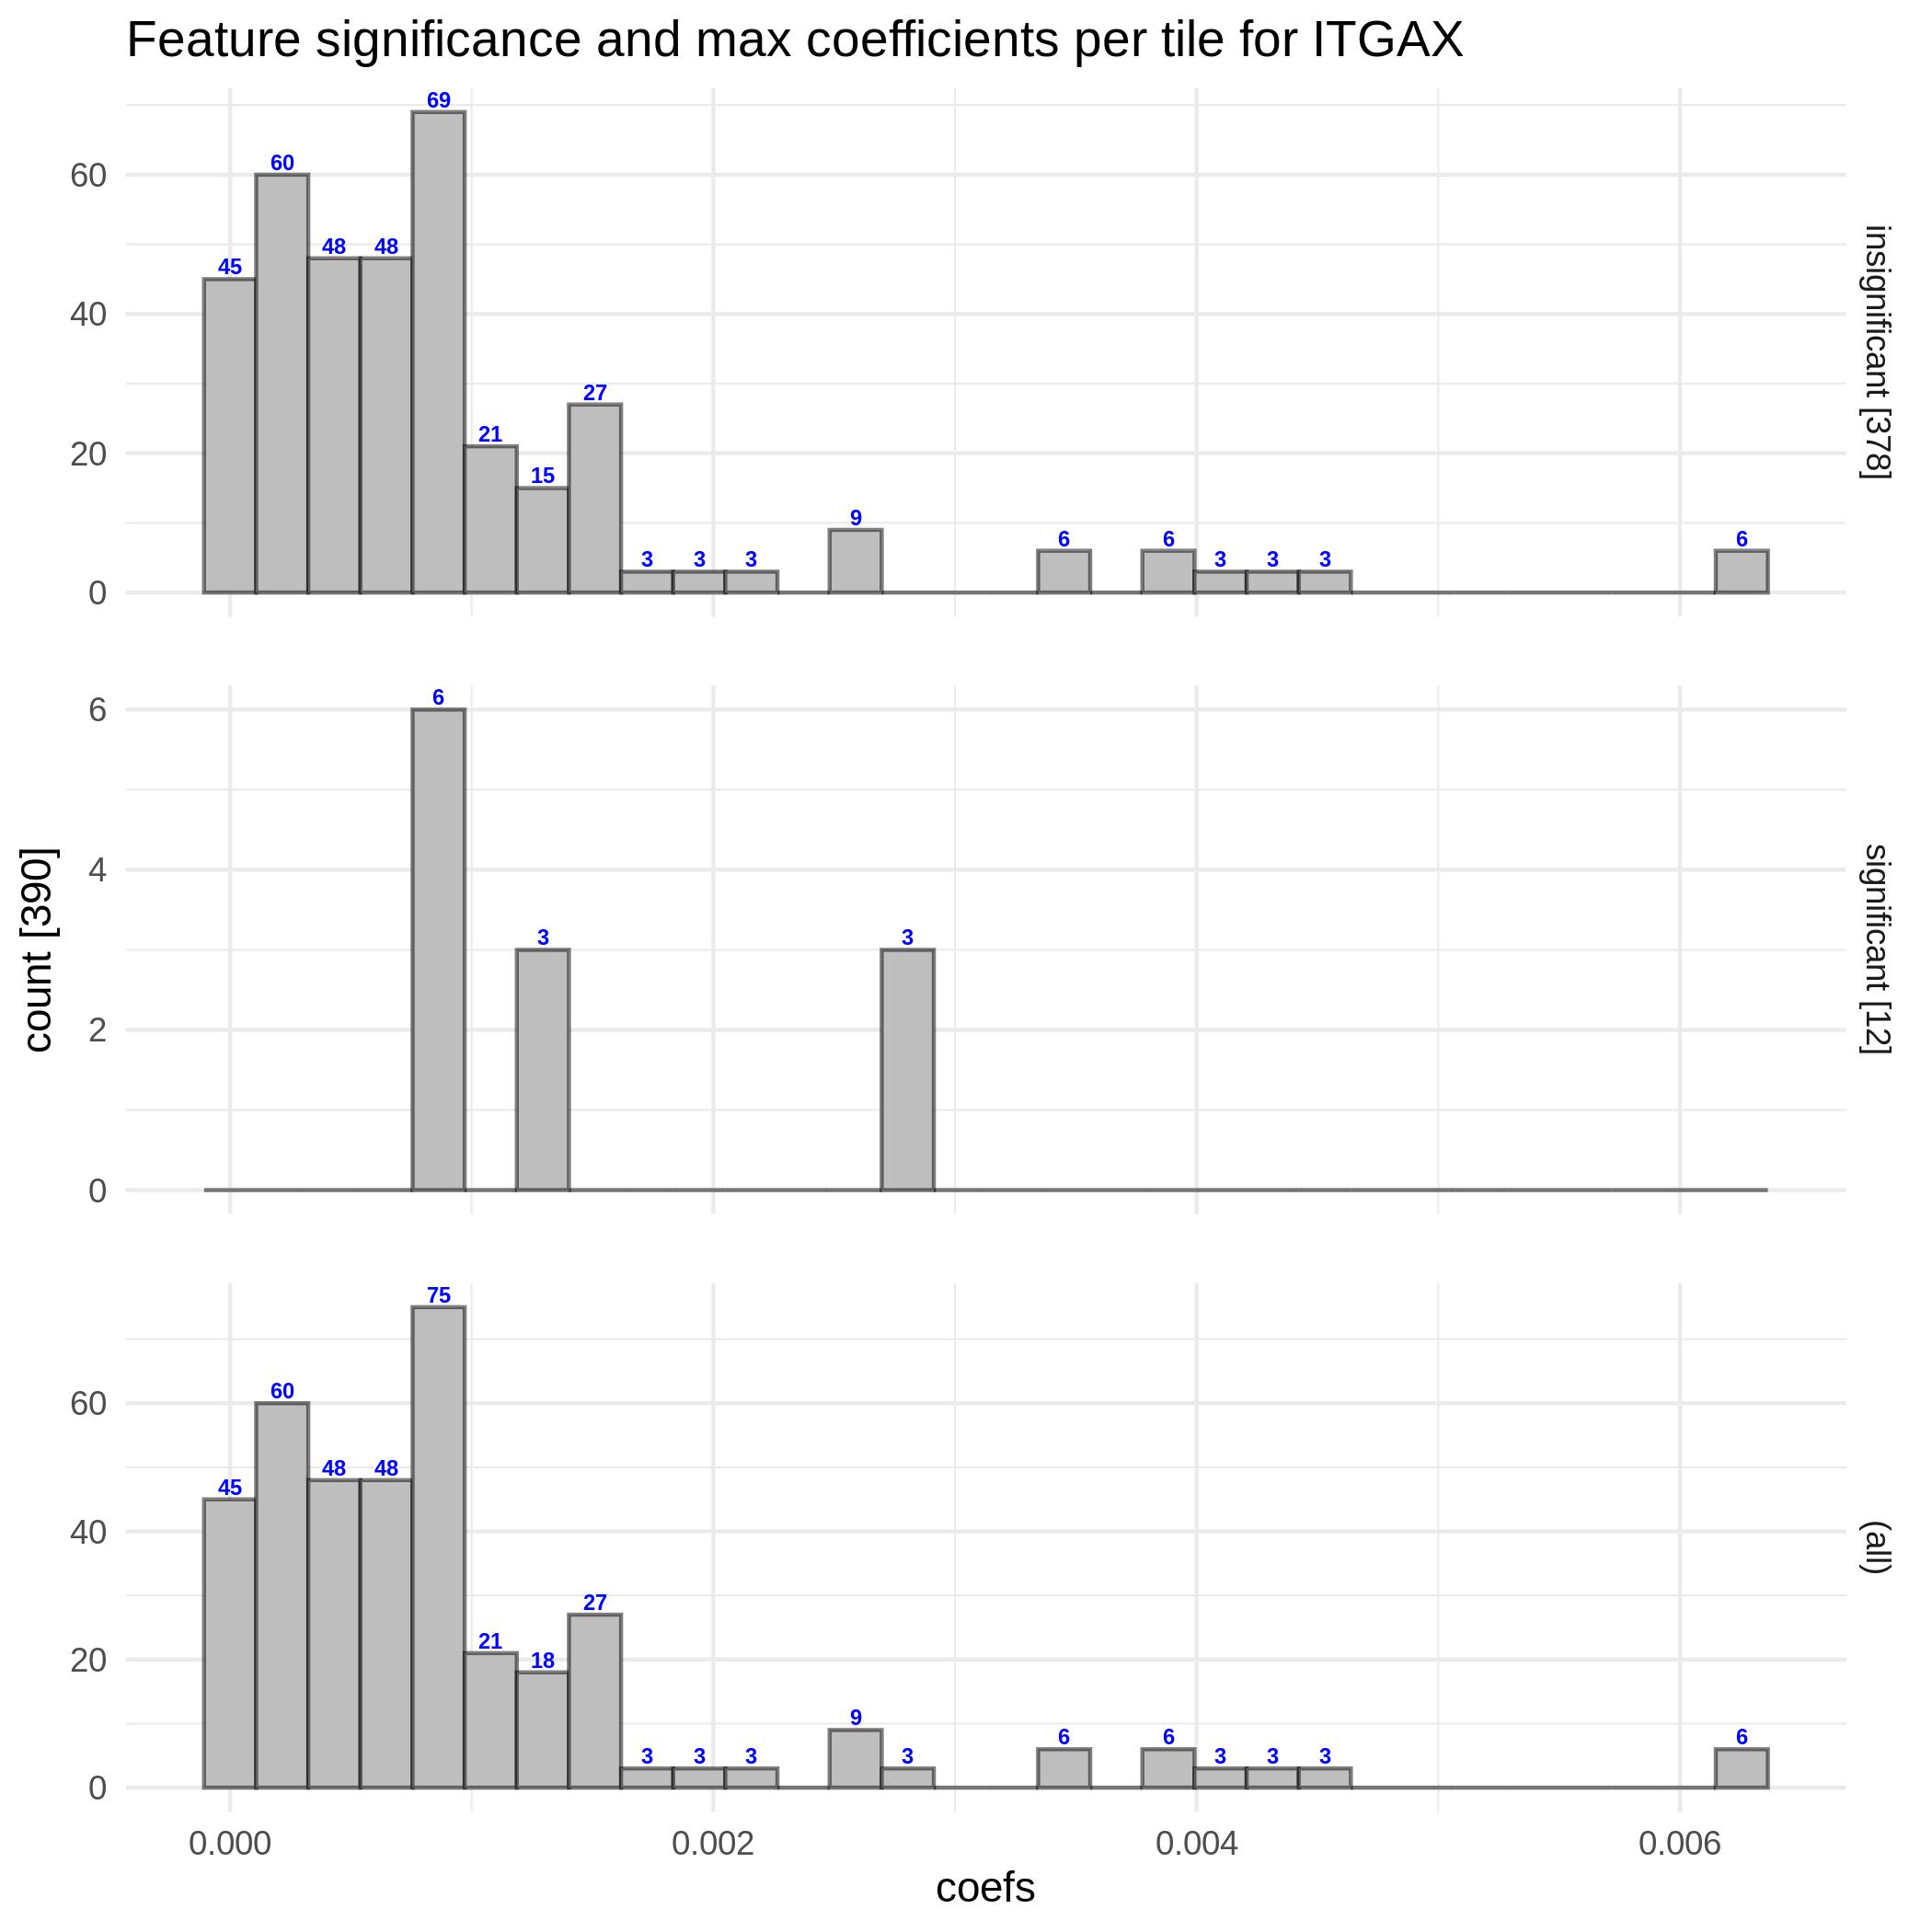 Feature significance and max coefficients per tile for ITGAX
69
60
60
48 48
45
40
27
21
20
15
9
6 6 6
3 3 3 3 3 3
0
insignificant [378]
6
6
4
3 3
2
0
significant [12]
count [390]
75
60
60
48 48
45
40
27
21
20
18
9
6 6 6
3 3 3 3 3 3 3
0
(all)
0.000 0.002 0.004 0.006
coefs